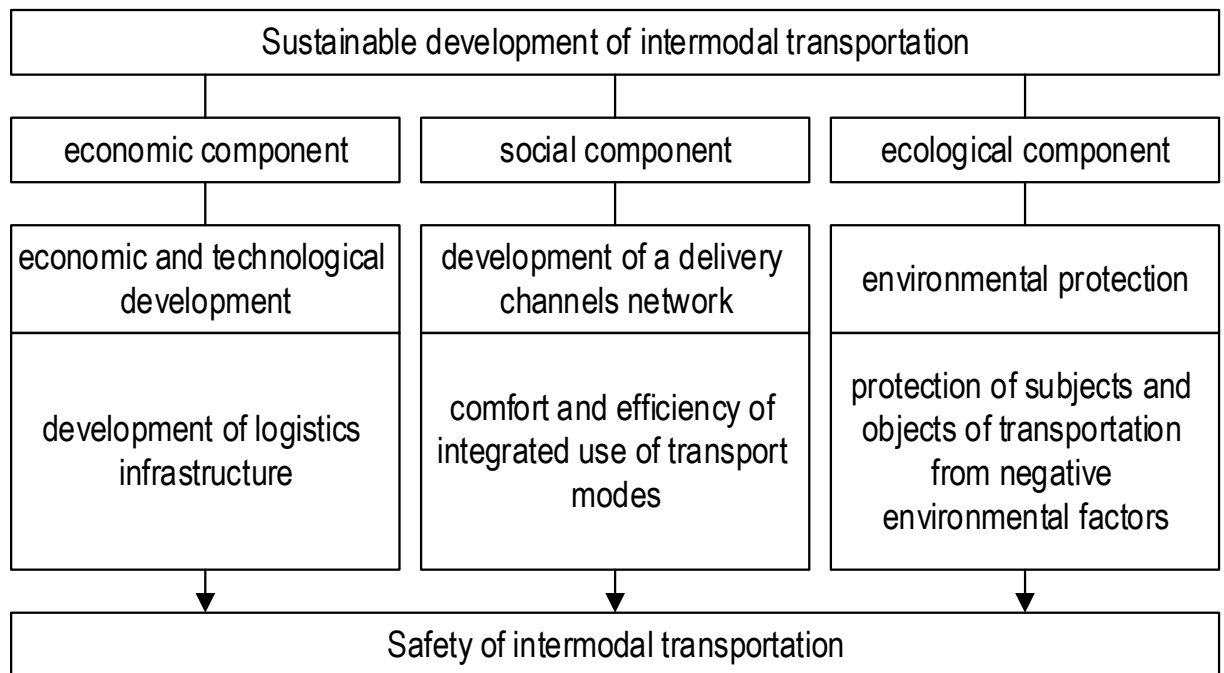 Sustainable development of intermodal transportation
economic component
social component
ecological component
economic and technological
development
development of a delivery
channels network
environmental protection
development of logistics
infrastructure
comfort and efficiency of
integrated use of transport
modes
protection of subjects and
objects of transportation
from negative
environmental factors
Safety of intermodal transportation